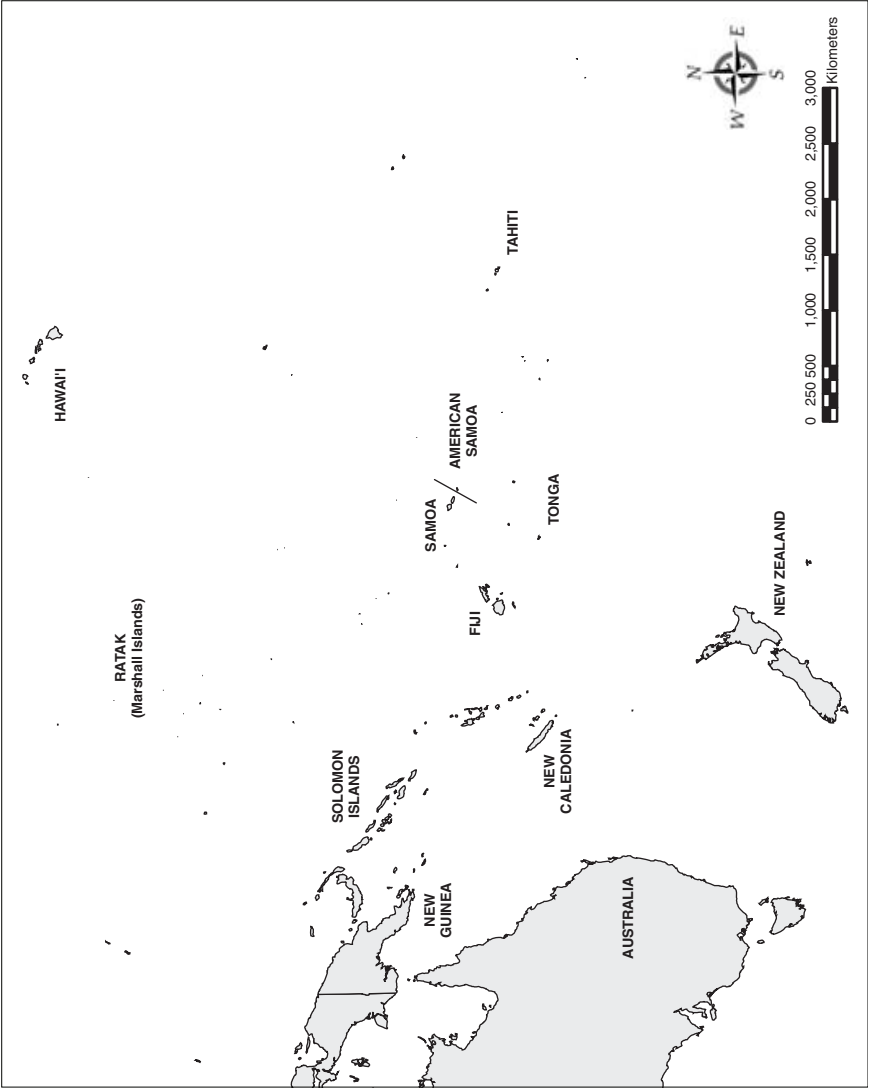 HAWAI'I
RATAK
(Marshall Islands)
SOLOMON
ISLANDS
NEW
GUINEA
SAMOA
AMERICAN
SAMOA
TAHITI
FIJI
TONGA
NEW
CALEDONIA
AUSTRALIA
NEW ZEALAND
N
W
E
S
0 250 500 1,000 1,500 2,000 2,500 3,000
Kilometers